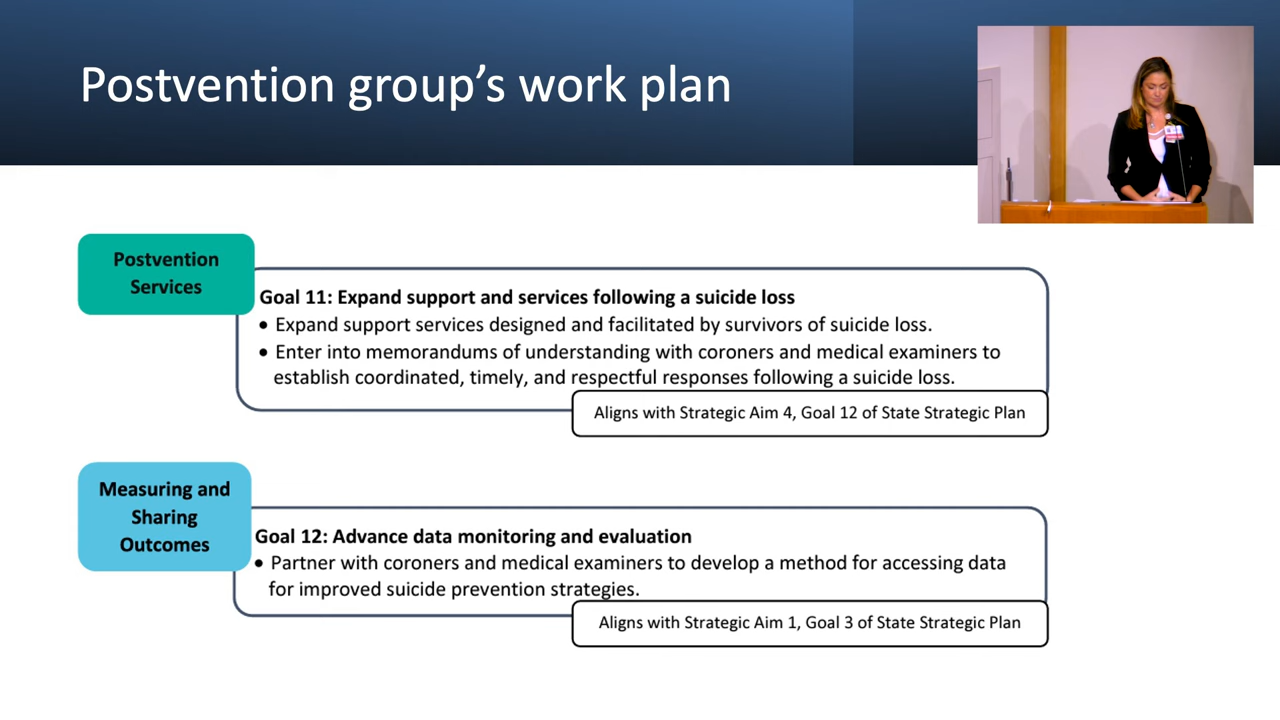 Postvention group’s work plan
Postvention
Services
Goal 11: Expand support and services following a suicide loss
• Expand support services designed and facilitated by survivors of suicide loss.
• Enter into memorandums of understanding with coroners and medical examiners to
establish coordinated, timely, and respectful responses following a suicide loss.
Aligns with Strategic Aim 4, Goal 12 of State Strategic Plan
Measuring and
Sharing
Outcomes
Goal 12: Advance data monitoring and evaluation
• Partner with coroners and medical examiners to develop a method for accessing data
for improved suicide prevention strategies.
Aligns with Strategic Aim 1, Goal 3 of State Strategic Plan